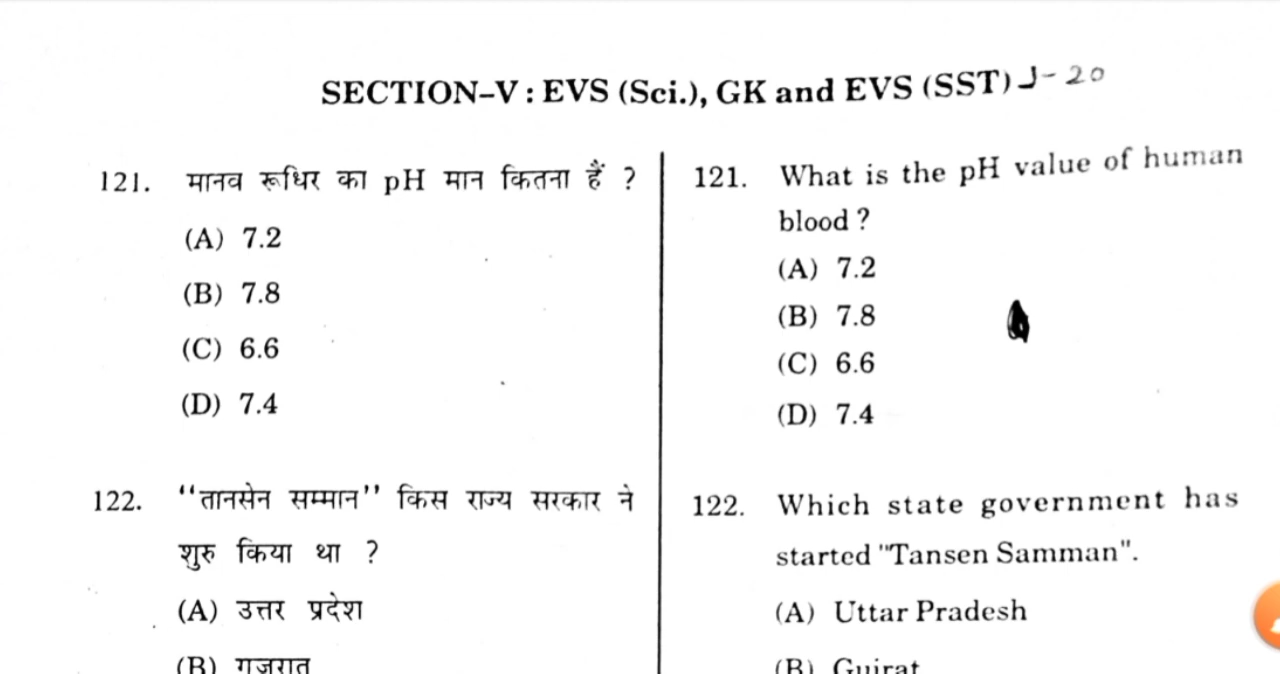 SECTION–V : EVS (Sci.), GK and EVS (SST) J-20
121. मानव रूधिर का pH मान कितना हैं ?
(A) 7.2
(B) 7.8
(C) 6.6
(D) 7.4
122. ‘‘तानसेन सम्मान’’ किस राज्य सरकार ने
शुरु किया था ?
(A) उत्तर प्रदेश
(B) गुजरात
121. What is the pH value of human
blood ?
(A) 7.2
(B) 7.8
(C) 6.6
(D) 7.4
122. Which state government has
started "Tansen Samman".
(A) Uttar Pradesh
(B) Gujrat